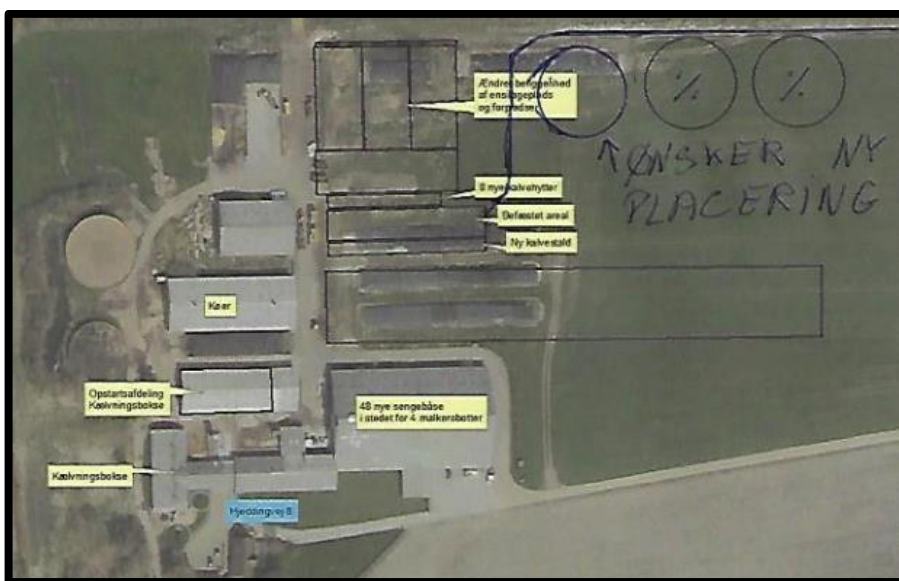 Ændret beliggenhed
af ensilageplads
og forpladser
8 nye kalvehytter
Befæstet areal
Ny kalvestald
Køer
Opstartsafdeling
Kælvningsbokse
48 nye sengebåse
i stedet for 4 malkerobotter
Kælvningsbokse
Hjeddingvej 8
% %
↑ØNSKER NY
PLACERING